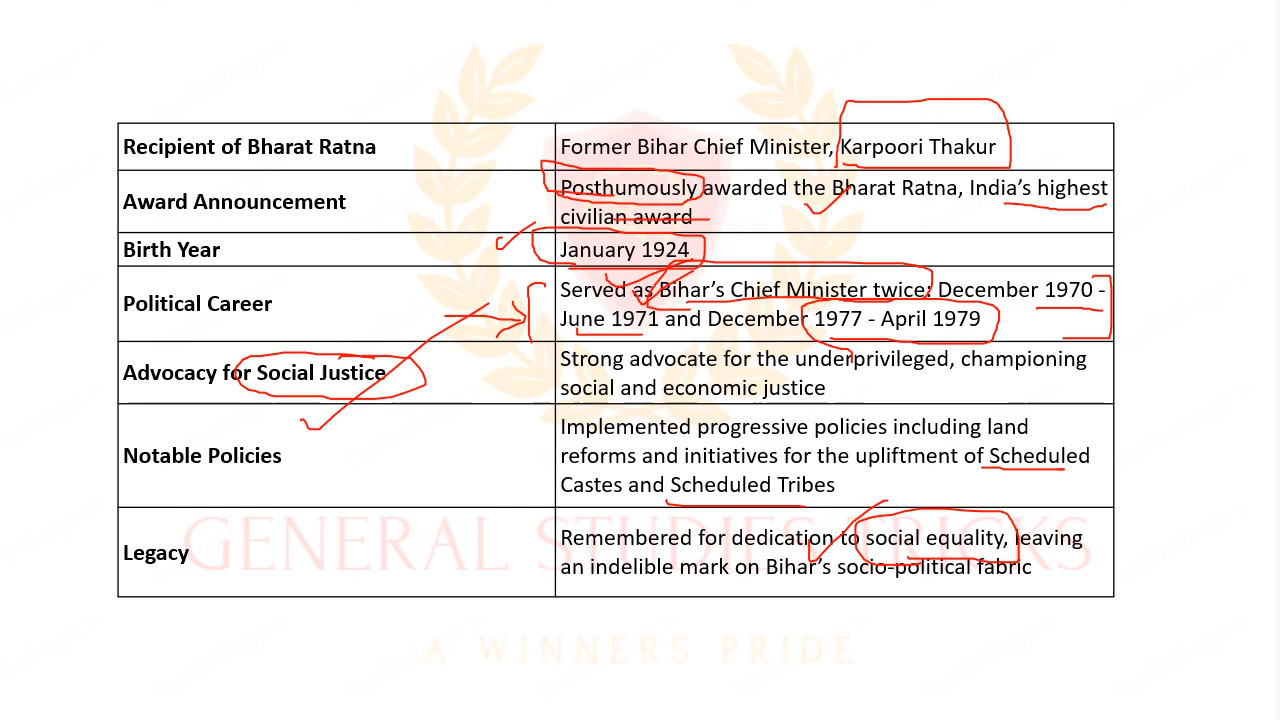 Recipient of Bharat Ratna
Former Bihar Chief Minister, Karpoori Thakur
Award Announcement
Posthumously awarded the Bharat Ratna, India’s highest
civilian award
Birth Year
January 1924
Political Career
Served as Bihar’s Chief Minister twice: December 1970 -
June 1971 and December 1977 - April 1979
Advocacy for Social Justice
Strong advocate for the underprivileged, championing
social and economic justice
Notable Policies
Implemented progressive policies including land
reforms and initiatives for the upliftment of Scheduled
Castes and Scheduled Tribes
Legacy
Remembered for dedication to social equality, leaving
an indelible mark on Bihar’s socio-political fabric
GENERAL STUDIES TRICKS
A WINNERS PRIDE